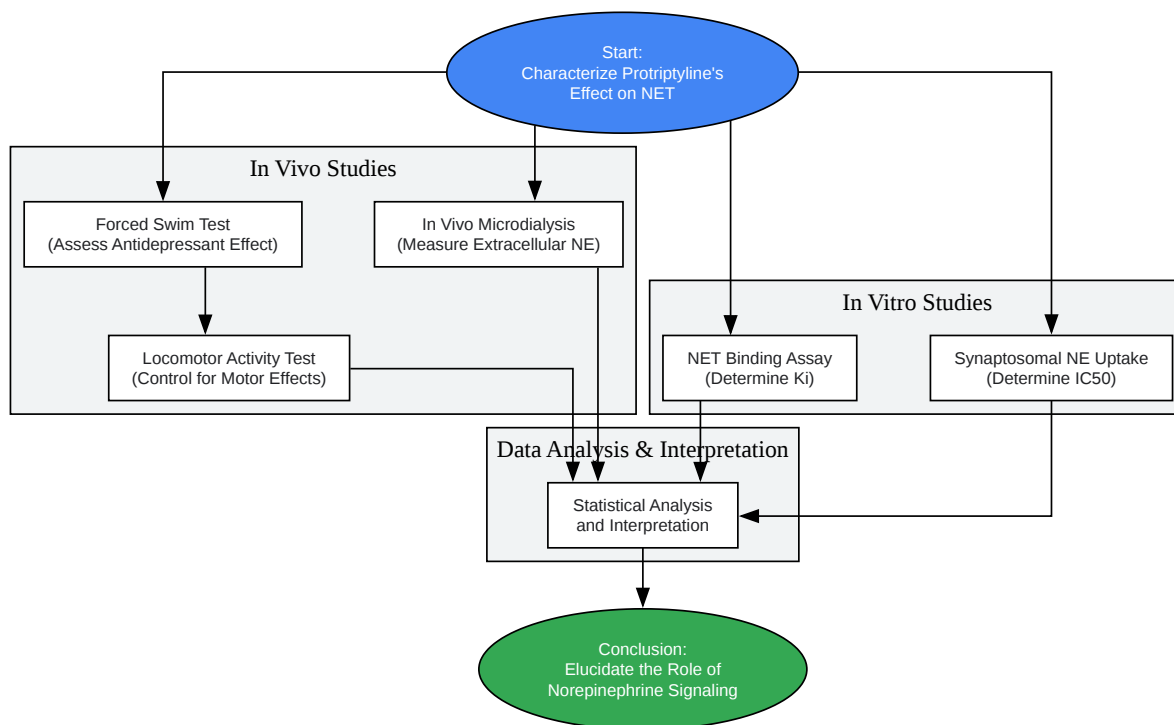 Start:
Characterize Protriptyline's
Effect on NET
In Vivo Studies
Forced Swim Test
(Assess Antidepressant Effect)
In Vivo Microdialysis
(Measure Extracellular NE)
Locomotor Activity Test
(Control for Motor Effects)
In Vitro Studies
NET Binding Assay
(Determine Ki)
Synaptosomal NE Uptake
(Determine IC50)
Data Analysis & Interpretation
Statistical Analysis
and Interpretation
Conclusion:
Elucidate the Role of
Norepinephrine Signaling